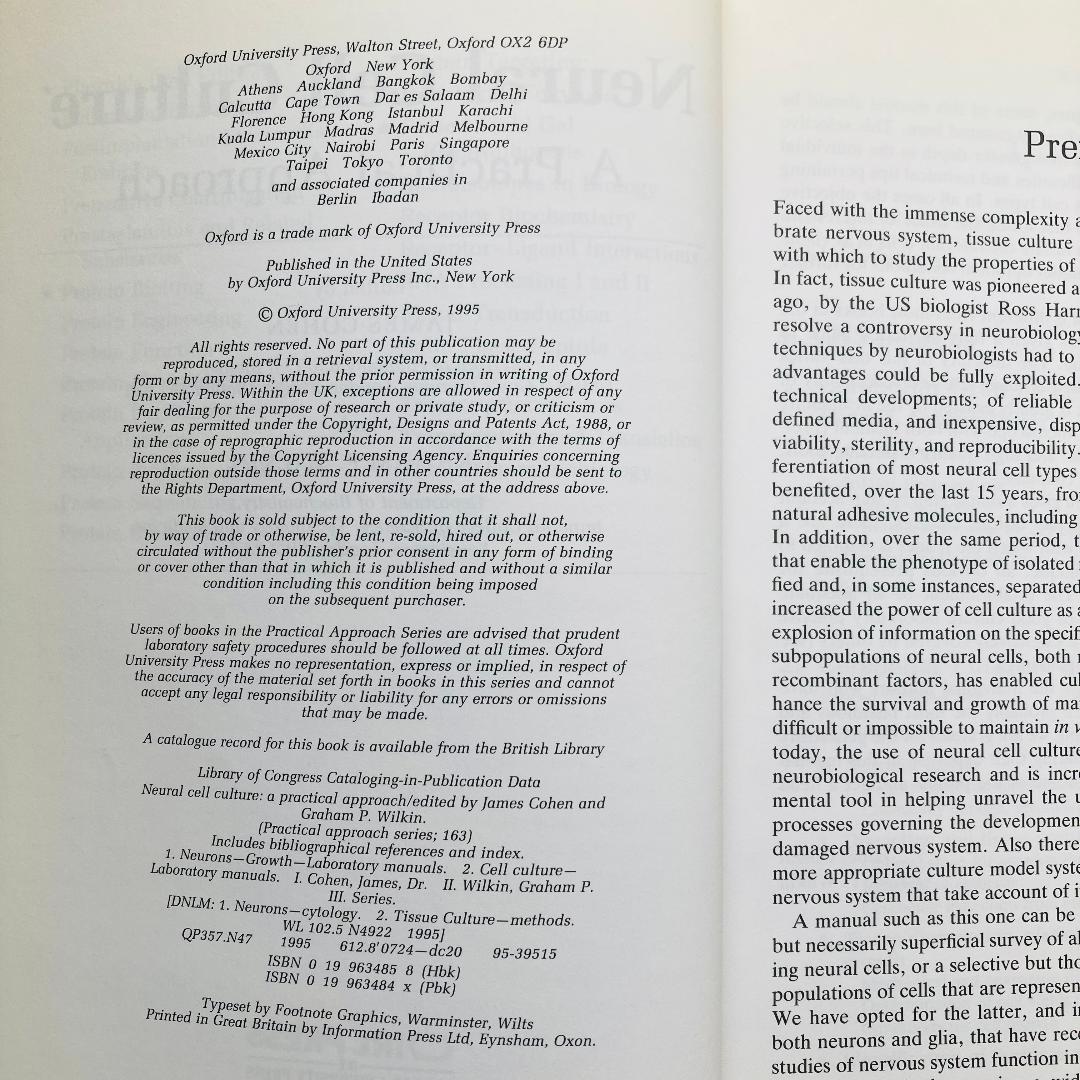 Oxford University Press, Walton Street, Oxford OX2 6DP
Oxford New York
Athens Auckland Bangkok Bombay
Calcutta Cape Town Dar es Salaam Delhi
Florence Hong Kong Istanbul Karachi
Kuala Lumpur Madras Madrid Melbourne
Mexico City Nairobi Paris Singapore
Taipei Tokyo Toronto
and associated companies in
Berlin Ibadan
Oxford is a trade mark of Oxford University Press
Published in the United States
by Oxford University Press Inc., New York
© Oxford University Press, 1995
All rights reserved. No part of this publication may be
reproduced, stored in a retrieval system, or transmitted, in any
form or by any means, without the prior permission in writing of Oxford
University Press. Within the UK, exceptions are allowed in respect of any
fair dealing for the purpose of research or private study, or criticism or
review, as permitted under the Copyright, Designs and Patents Act, 1988, or
in the case of reprographic reproduction in accordance with the terms of
licences issued by the Copyright Licensing Agency. Enquiries concerning
reproduction outside those terms and in other countries should be sent to
the Rights Department, Oxford University Press, at the address above.
This book is sold subject to the condition that it shall not,
by way of trade or otherwise, be lent, re-sold, hired out, or otherwise
circulated without the publisher's prior consent in any form of binding
or cover other than that in which it is published and without a similar
condition including this condition being imposed
on the subsequent purchaser.
Users of books in the Practical Approach Series are advised that prudent
laboratory safety procedures should be followed at all times. Oxford
University Press makes no representation, express or implied, in respect of
the accuracy of the material set forth in books in this series and cannot
accept any legal responsibility or liability for any errors or omissions
that may be made.
A catalogue record for this book is available from the British Library
Library of Congress Cataloging-in-Publication Data
Neural cell culture: a practical approach/edited by James Cohen and
Graham P. Wilkin.
(Practical approach series; 163)
Includes bibliographical references and index.
1. Neurons—Growth—Laboratory manuals. 2. Cell culture—
Laboratory manuals. I. Cohen, James, Dr. II. Wilkin, Graham P.
III. Series.
[DNLM: 1. Neurons—cytology. 2. Tissue Culture—methods.
WL 102.5 N4922 1995]
QP357.N47 1995 612.8'0724—dc20 95-39515
ISBN 0 19 963485 8 (Hbk)
ISBN 0 19 963484 x (Pbk)
Typeset by Footnote Graphics, Warminster, Wilts
Printed in Great Britain by Information Press Ltd, Eynsham, Oxon.
Pre
Faced with the immense complexity
brate nervous system, tissue culture
with which to study the properties of
In fact, tissue culture was pioneered a
ago, by the US biologist Ross Harr
resolve a controversy in neurobiology
techniques by neurobiologists had to
advantages could be fully exploited.
technical developments; of reliable
defined media, and inexpensive, disp
viability, sterility, and reproducibility.
ferentiation of most neural cell types
benefited, over the last 15 years, fro
natural adhesive molecules, including
In addition, over the same period, t
that enable the phenotype of isolated
fied and, in some instances, separated
increased the power of cell culture as a
explosion of information on the specifi
subpopulations of neural cells, both
recombinant factors, has enabled cul
hance the survival and growth of ma
difficult or impossible to maintain in v
today, the use of neural cell culture
neurobiological research and is incre
mental tool in helping unravel the u
processes governing the developmen
damaged nervous system. Also there
more appropriate culture model syste
nervous system that take account of i
A manual such as this one can be
but necessarily superficial survey of al
ing neural cells, or a selective but tho
populations of cells that are represen
We have opted for the latter, and i
both neurons and glia, that have rece
studies of nervous system function in